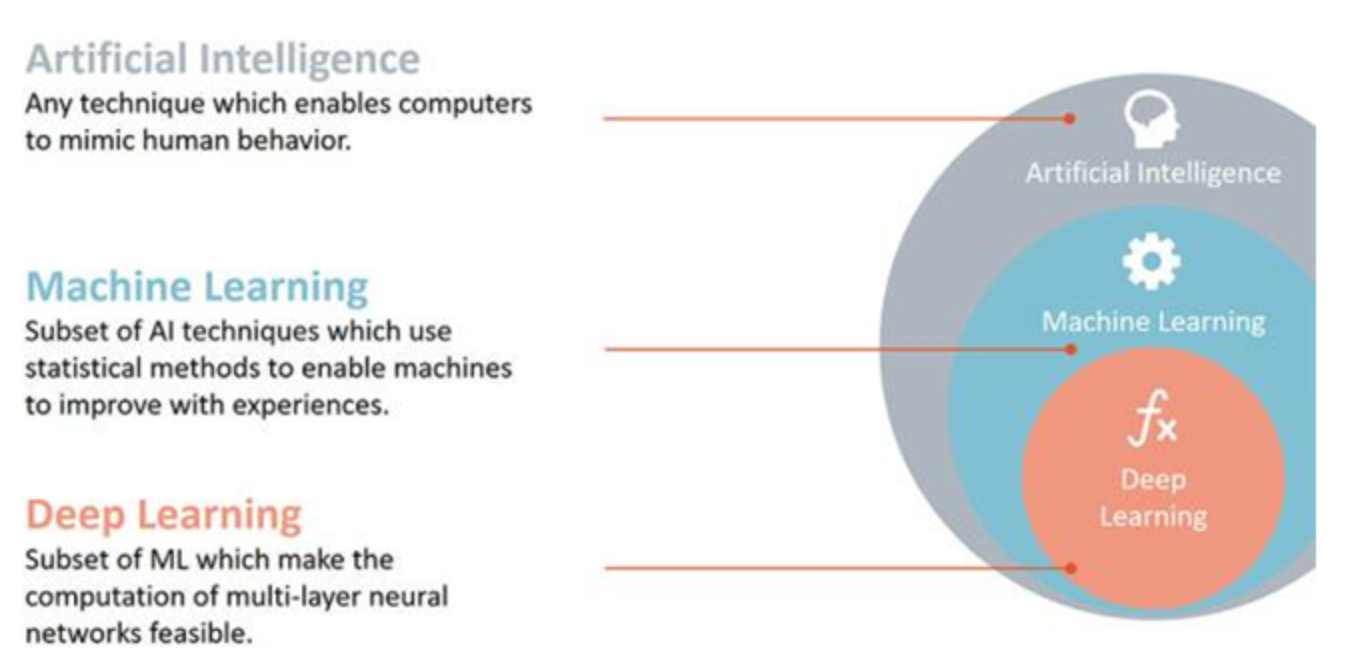 Artificial Intelligence
Any technique which enables computers
to mimic human behavior.
Machine Learning
Subset of AI techniques which use
statistical methods to enable machines
to improve with experiences.
Deep Learning
Subset of ML which make the
computation of multi-layer neural
networks feasible.
Artificial Intelligence
Machine Learning
fx
Deep
Learning